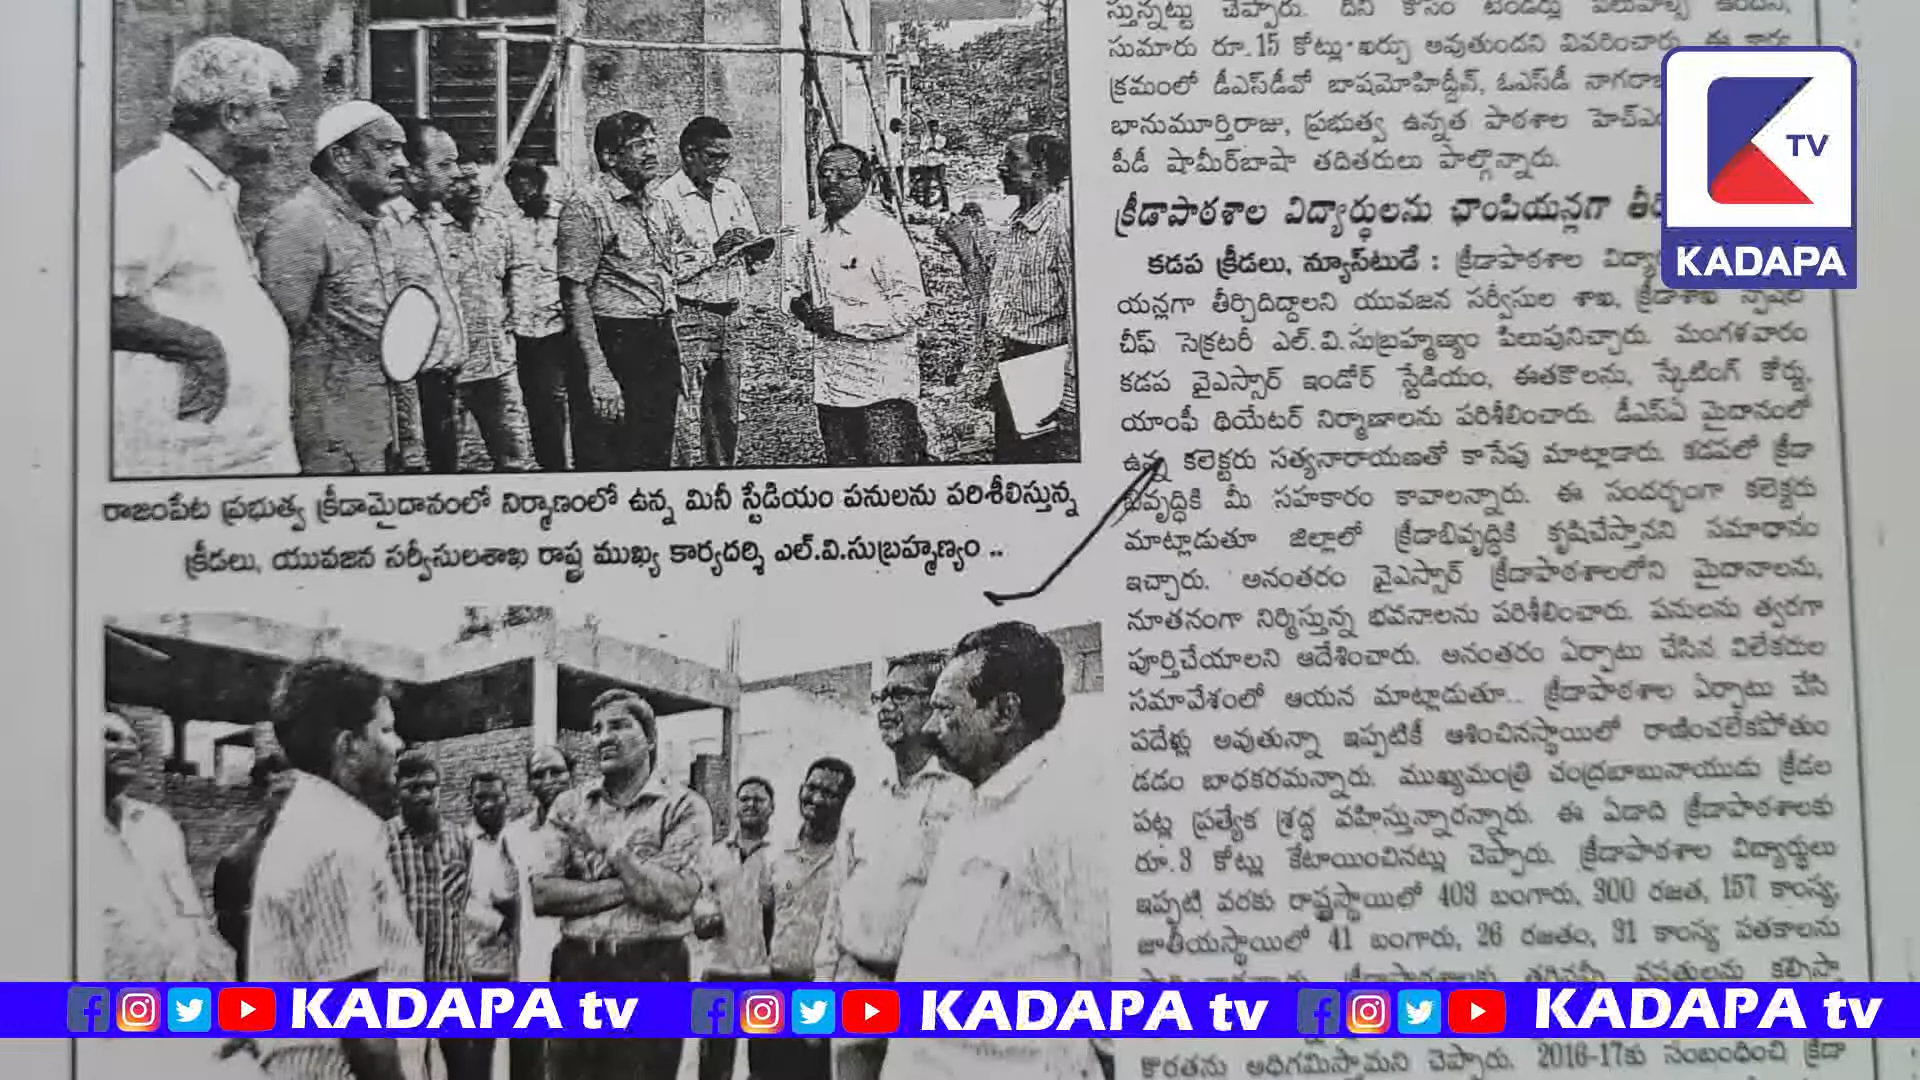 సుమారు రూ.15 కోట్లు ఖర్చు అవుతుందని వివరించారు. ఈ కార్య
క్రమంలో డీఎస్‌డీవో బాషమోహిద్దీన్, ఓఎస్‌డీ
భానుమూర్తిరాజు, ప్రభుత్వ ఉన్నత పాఠశాల
పీడీ షామీర్‌బాషా తదితరులు పాల్గొన్నారు.
క్రీడాపాఠశాల విద్యార్థులను ఛాంపియన్లగా
కడప క్రీడలు, న్యూస్‌టుడే : క్రీడాపాఠశాల
యన్లగా తీర్చిదిద్దాలని యువజన సర్వీసుల శాఖ, క్రీడాశాఖ
చీఫ్ సెక్రటరీ ఎల్.వి.సుబ్రహ్మణ్యం పిలుపునిచ్చారు. మంగళవారం
కడప వైఎస్సార్ ఇండోర్ స్టేడియం, ఈతకొలను, స్కేటింగ్ కోర్టు,
యాంఫీ థియేటర్ నిర్మాణాలను పరిశీలించారు. డీఎస్ఏ మైదానంలో
ఉన్న కలెక్టరు సత్యనారాయణతో కాసేపు మాట్లాడారు. కడపలో క్రీడా
భివృద్ధికి మీ సహకారం కావాలన్నారు. ఈ సందర్భంగా కలెక్టరు
మాట్లాడుతూ జిల్లాలో క్రీడాభివృద్ధికి కృషిచేస్తానని సమాధానం
ఇచ్చారు. అనంతరం వైఎస్సార్ క్రీడాపాఠశాలలోని మైదానాలను,
నూతనంగా నిర్మిస్తున్న భవనాలను పరిశీలించారు. పనులను త్వరగా
పూర్తిచేయాలని ఆదేశించారు. అనంతరం ఏర్పాటు చేసిన విలేకరుల
సమావేశంలో ఆయన మాట్లాడుతూ.. క్రీడాపాఠశాల ఏర్పాటు చేసి
పదేళ్లు అవుతున్నా ఇప్పటికీ ఆశించినస్థాయిలో రాణించలేకపోతుం
డడం బాధకరమన్నారు. ముఖ్యమంత్రి చంద్రబాబునాయుడు క్రీడల
పట్ల ప్రత్యేక శ్రద్ధ వహిస్తున్నారన్నారు. ఈ ఏడాది క్రీడాపాఠశాలకు
రూ.3 కోట్లు కేటాయించినట్లు చెప్పారు. క్రీడాపాఠశాల విద్యార్థులు
ఇప్పటి వరకు రాష్ట్రస్థాయిలో 403 బంగారు, 300 రజత, 157 కాంస్య,
జాతీయస్థాయిలో 41 బంగారు, 26 రజతం, 31 కాంస్య పతకాలను
కొరతను అధిగమిస్తామని చెప్పారు. 2016-17కు సంబంధించి క్రీడా
రాజంపేట ప్రభుత్వ క్రీడామైదానంలో నిర్మాణంలో ఉన్న మినీ స్టేడియం పనులను పరిశీలిస్తున్న
క్రీడలు, యువజన సర్వీసులశాఖ రాష్ట్ర ముఖ్య కార్యదర్శి ఎల్.వి.సుబ్రహ్మణ్యం ..
TV
KADAPA
KADAPA tv KADAPA tv KADAPA tv